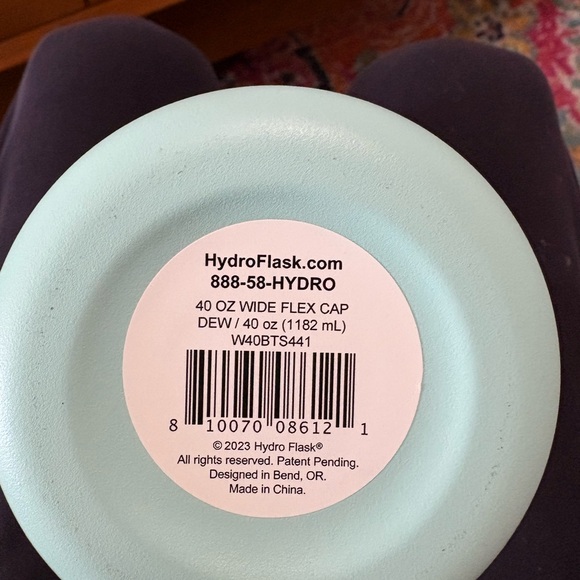 HydroFlask.com
888-58-HYDRO
40 OZ WIDE FLEX CAP
DEW / 40 oz (1182 mL)
W40BTS441
8 10070 08612 1
© 2023 Hydro Flask®
All rights reserved. Patent Pending.
Designed in Bend, OR.
Made in China.